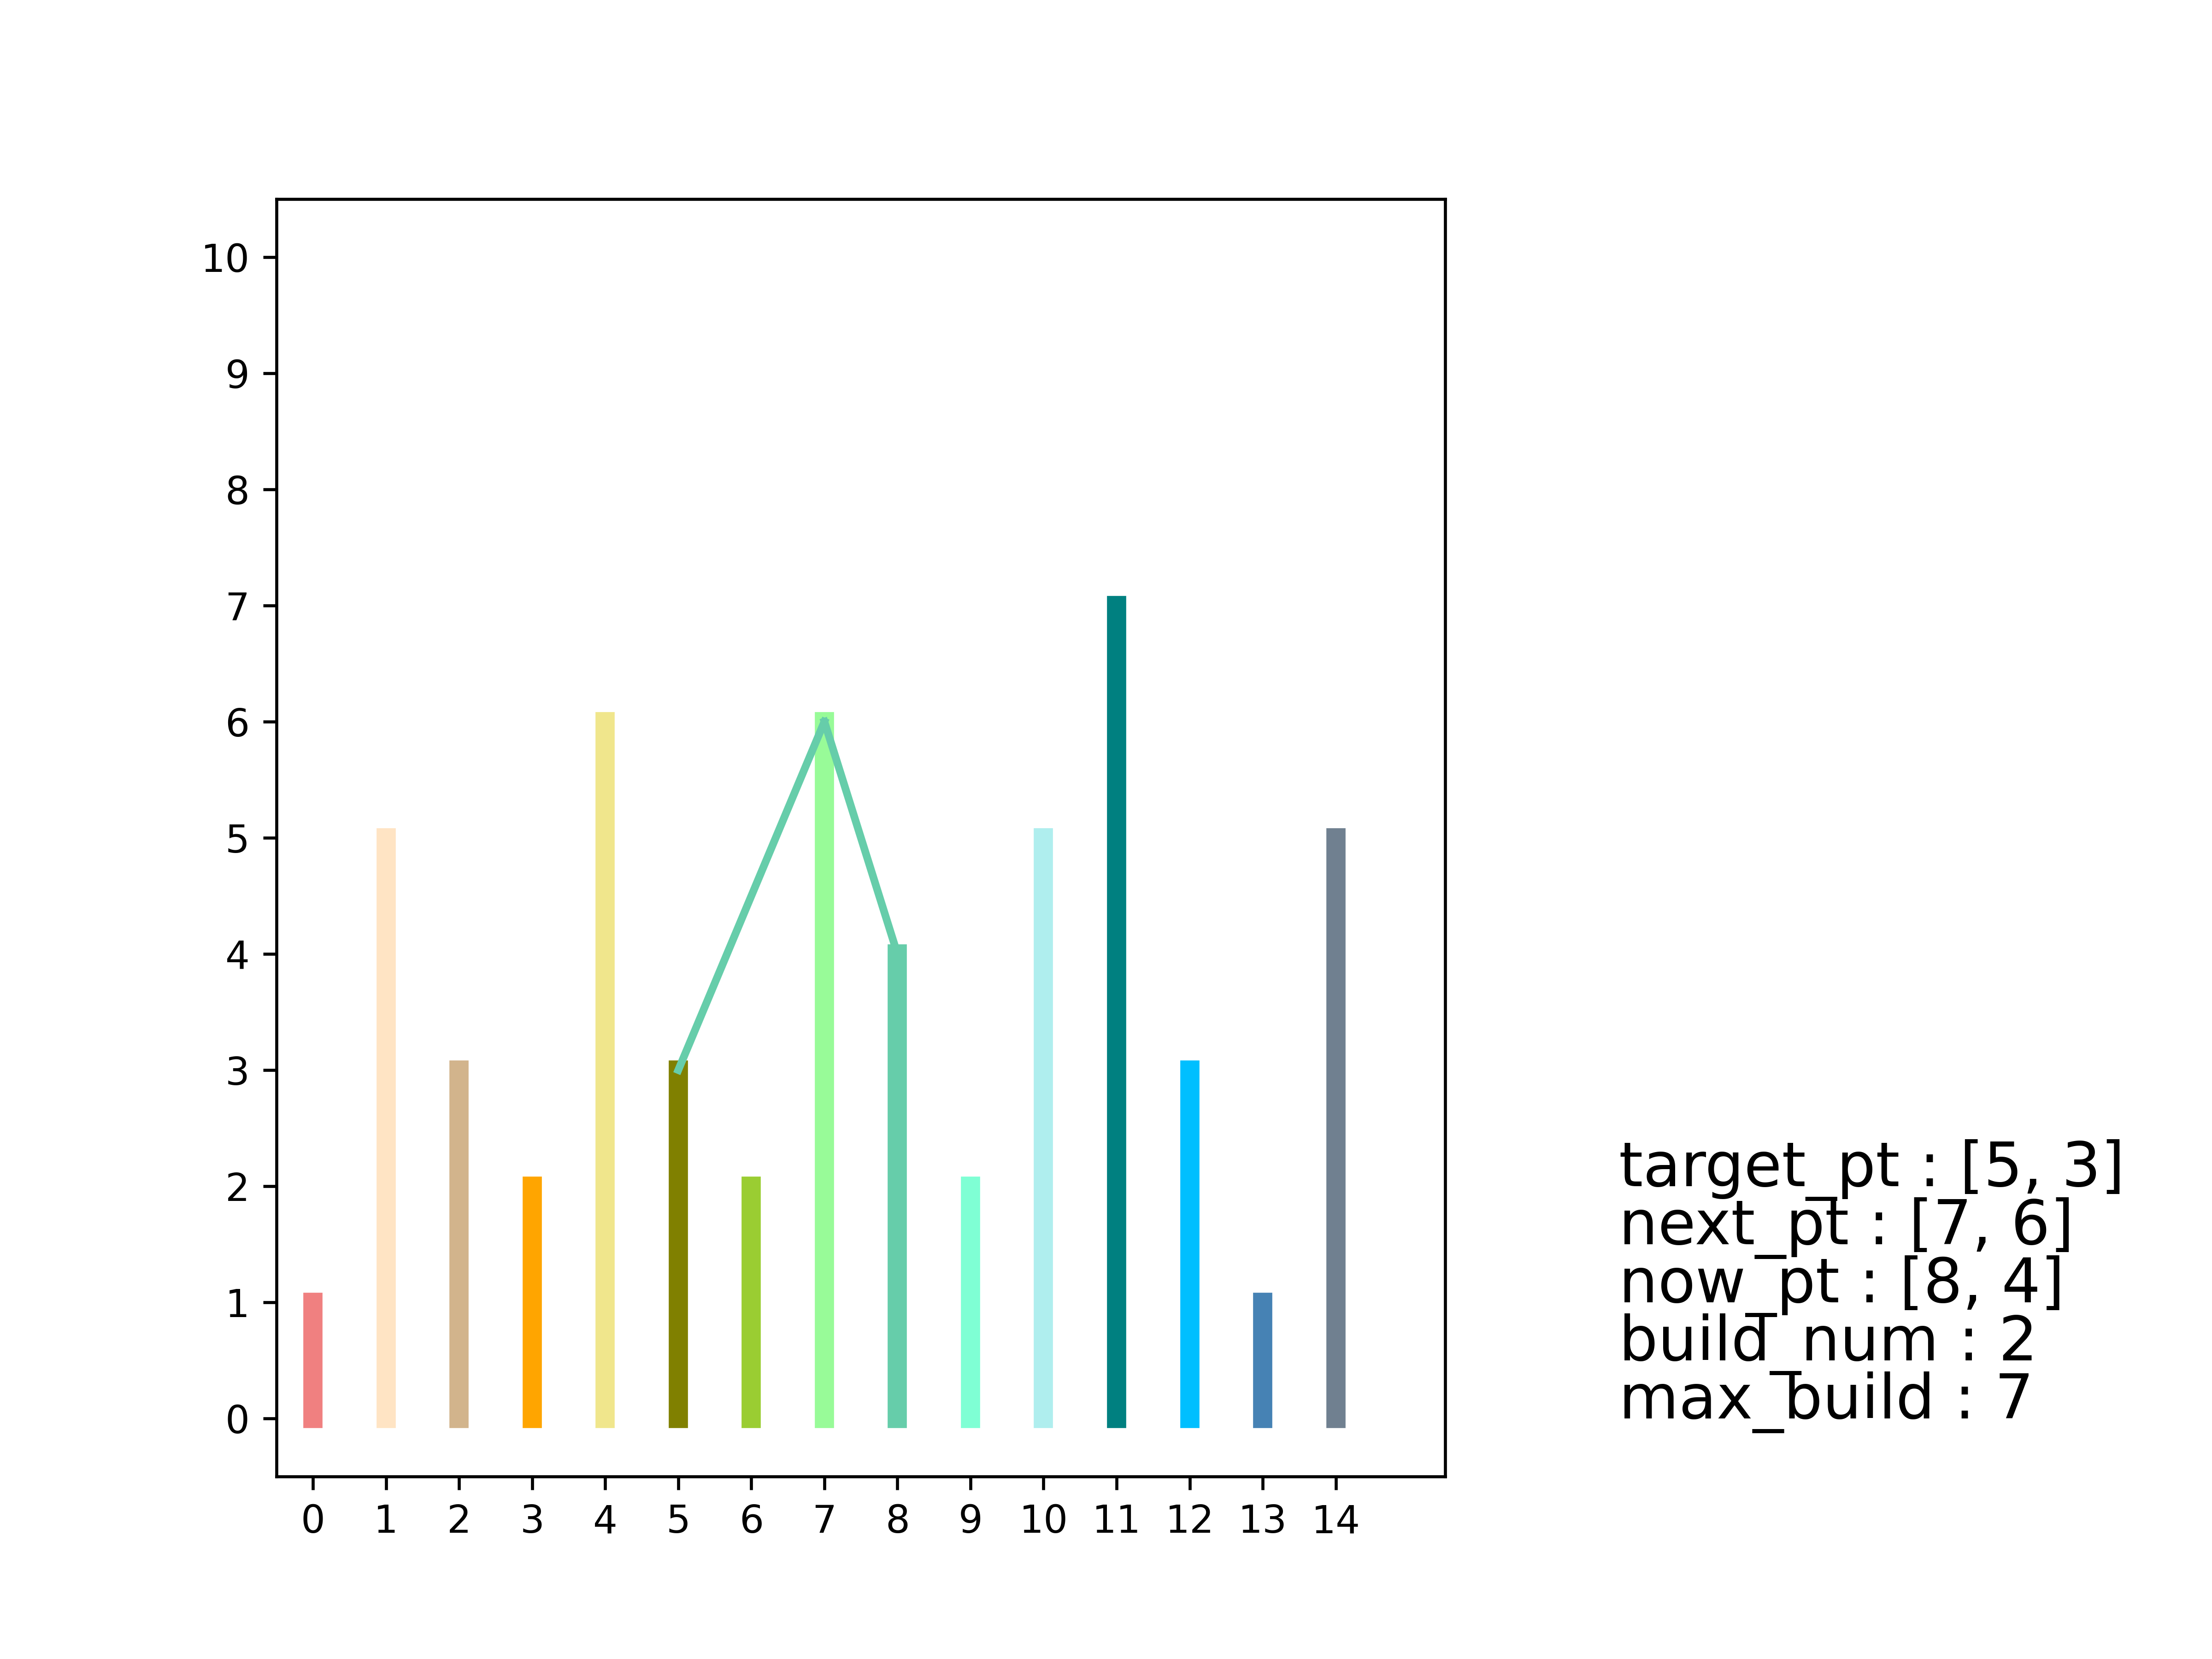 10
9
8
7
6
5
4
3
2
1
0
0 1 2 3 4 5 6 7 8 9 10 11 12 13 14
target_pt : [5, 3]
next_pt : [7, 6]
now_pt : [8, 4]
build_num : 2
max_build : 7